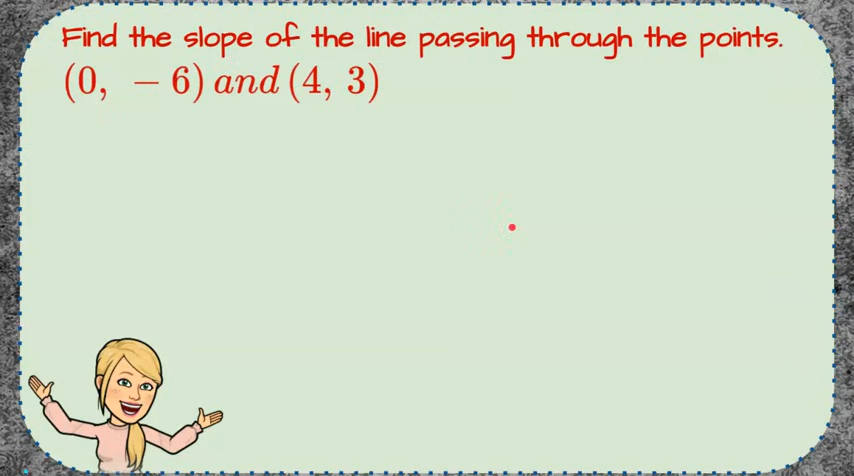 Find the slope of the line passing through the points.
(0, − 6) and (4, 3)